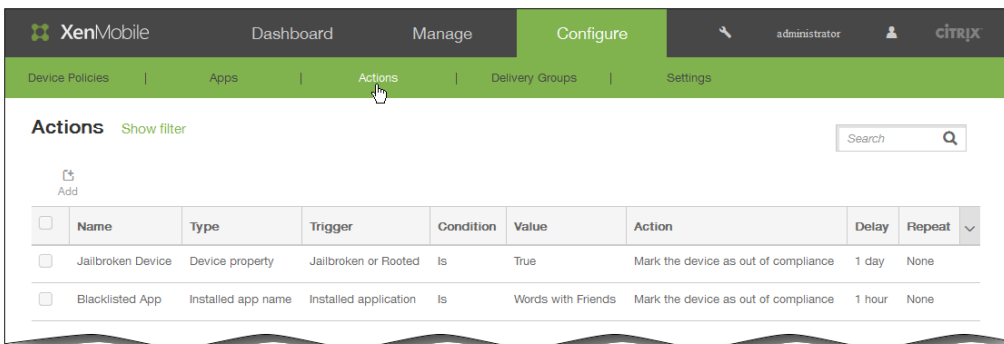 XenMobile Dashboard Manage Configure administrator CİTRIX
Device Policies | Apps | Actions | Delivery Groups | Settings
Actions Show filter
Search
Add
Name Type Trigger Condition Value Action Delay Repeat
Jailbroken Device Device property Jailbroken or Rooted Is True Mark the device as out of compliance 1 day None
Blacklisted App Installed app name Installed application Is Words with Friends Mark the device as out of compliance 1 hour None